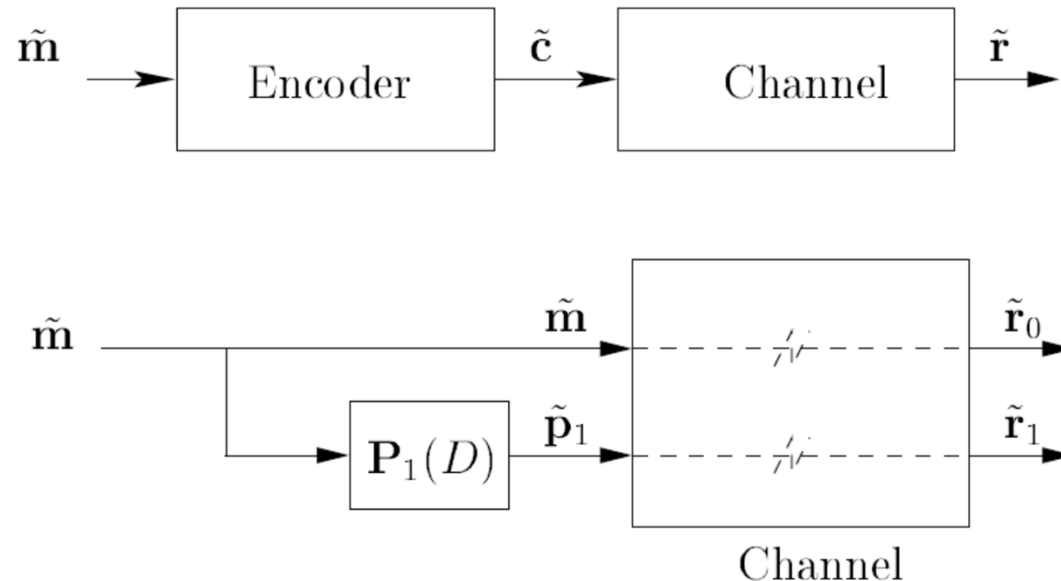 m̃ Encoder c̃ Channel r̃
m̃ m̃ r̃₀
P₁(D) p̃₁ r̃₁
Channel